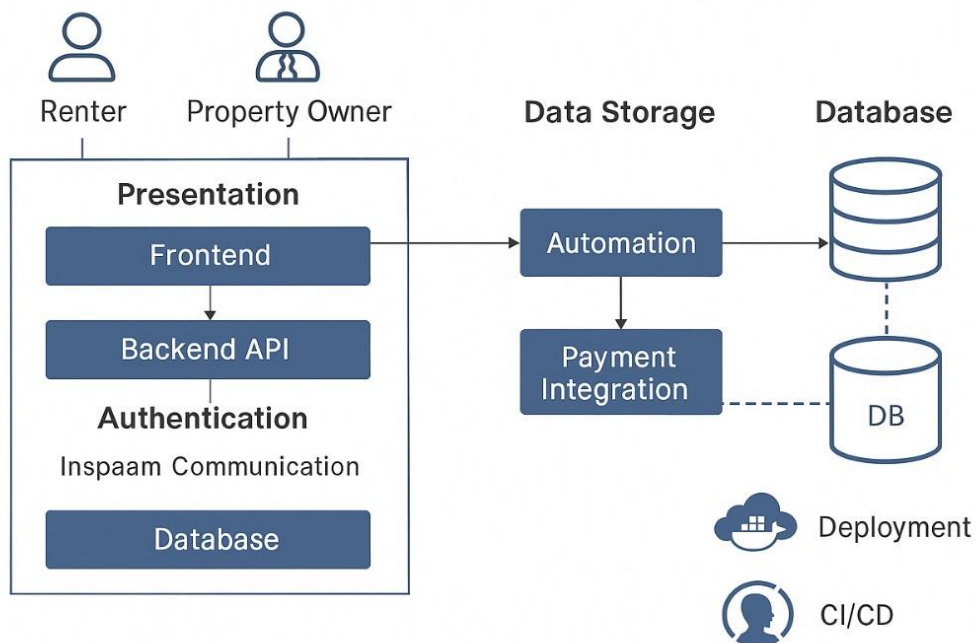 Renter
Property Owner
Data Storage
Database
Presentation
Frontend
Backend API
Authentication
Inspaam Communication
Database
Automation
Payment
Integration
DB
Deployment
CI/CD